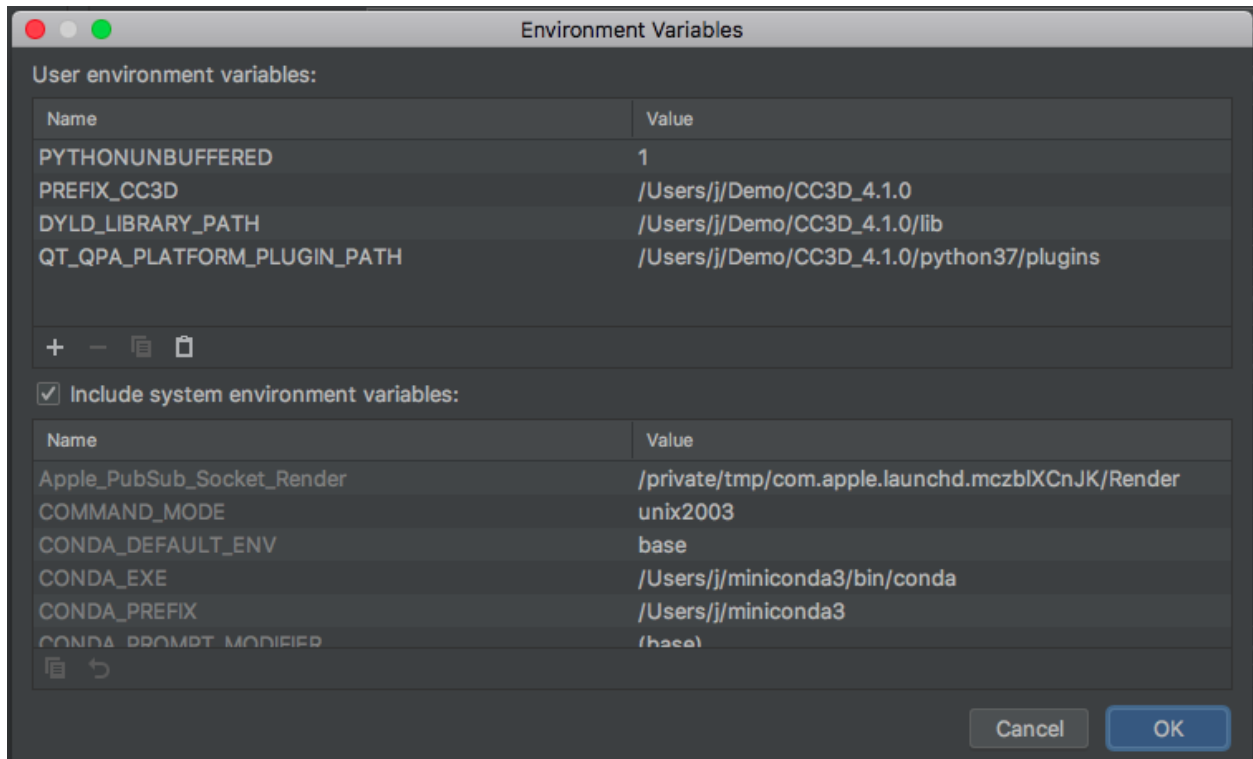 Environment Variables
User environment variables:
Name Value
PYTHONUNBUFFERED 1
PREFIX_CC3D /Users/j/Demo/CC3D_4.1.0
DYLD_LIBRARY_PATH /Users/j/Demo/CC3D_4.1.0/lib
QT_QPA_PLATFORM_PLUGIN_PATH /Users/j/Demo/CC3D_4.1.0/python37/plugins
Include system environment variables:
Name Value
Apple_PubSub_Socket_Render /private/tmp/com.apple.launchd.mczblXCnJK/Render
COMMAND_MODE unix2003
CONDA_DEFAULT_ENV base
CONDA_EXE /Users/j/miniconda3/bin/conda
CONDA_PREFIX /Users/j/miniconda3
CONDA_PROMPT_MODIFIER (base)
Cancel OK